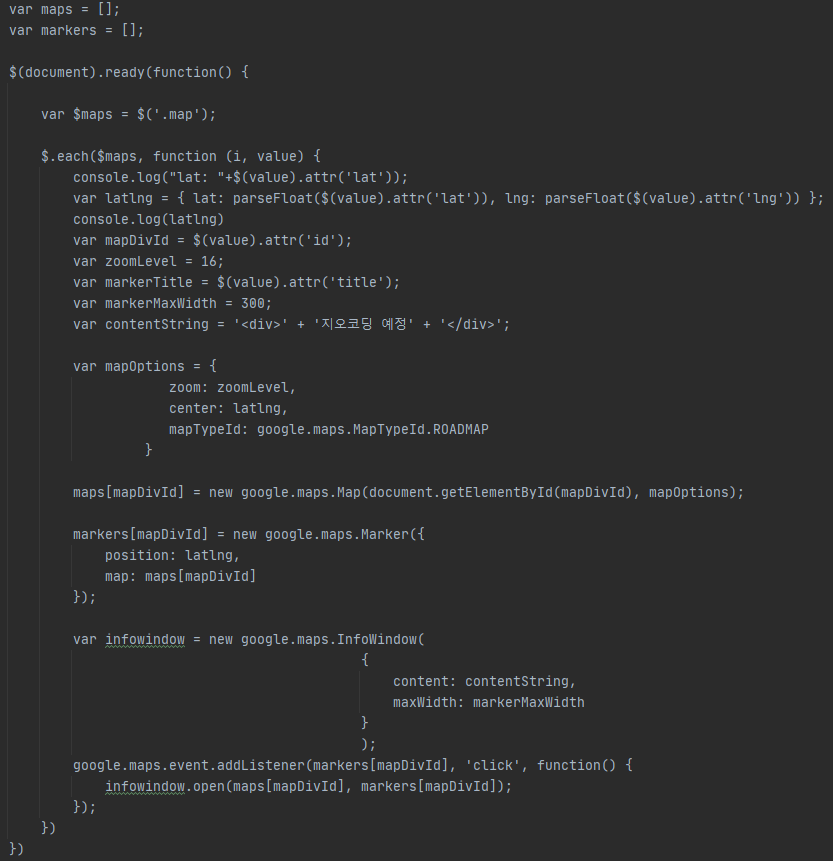 var maps = [];
var markers = [];
$(document).ready(function() {
var $maps = $('.map');
$.each($maps, function (i, value) {
console.log("lat: "+$(value).attr('lat'));
var latlng = { lat: parseFloat($(value).attr('lat')), lng: parseFloat($(value).attr('lng')) };
console.log(latlng)
var mapDivId = $(value).attr('id');
var zoomLevel = 16;
var markerTitle = $(value).attr('title');
var markerMaxWidth = 300;
var contentString = '<div>' + '지오코딩 예정' + '</div>';
var mapOptions = {
zoom: zoomLevel,
center: latlng,
mapTypeId: google.maps.MapTypeId.ROADMAP
}
maps[mapDivId] = new google.maps.Map(document.getElementById(mapDivId), mapOptions);
markers[mapDivId] = new google.maps.Marker({
position: latlng,
map: maps[mapDivId]
});
var infowindow = new google.maps.InfoWindow(
{
content: contentString,
maxWidth: markerMaxWidth
}
);
google.maps.event.addListener(markers[mapDivId], 'click', function() {
infowindow.open(maps[mapDivId], markers[mapDivId]);
});
})
})